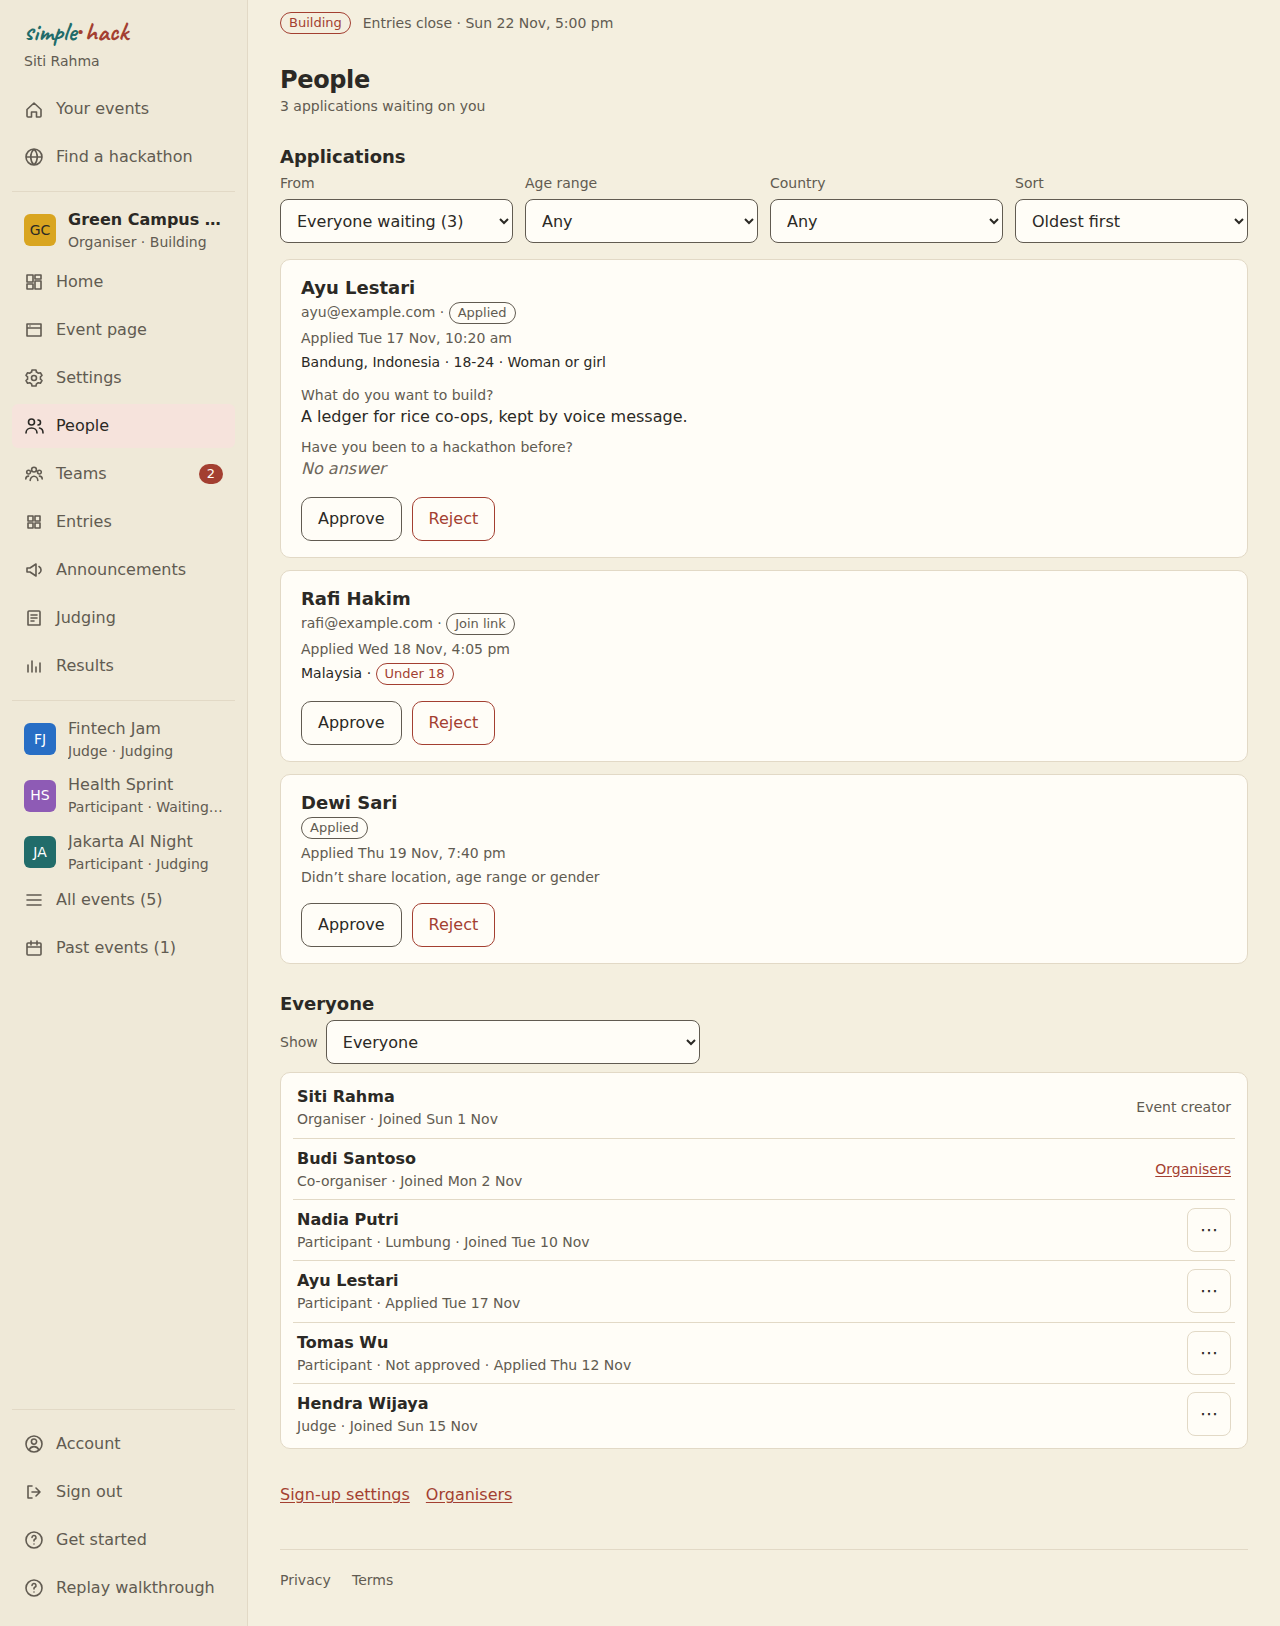 simple·hack
Siti Rahma
Your events
Find a hackathon
GC
Green Campus ...
Organiser · Building
Home
Event page
Settings
People
Teams
2
Entries
Announcements
Judging
Results
FJ
Fintech Jam
Judge · Judging
HS
Health Sprint
Participant · Waiting...
JA
Jakarta AI Night
Participant · Judging
All events (5)
Past events (1)
Account
Sign out
Get started
Replay walkthrough
Building
Entries close · Sun 22 Nov, 5:00 pm
People
3 applications waiting on you
Applications
From
Age range
Country
Sort
Everyone waiting (3)
Any
Any
Oldest first
Ayu Lestari
ayu@example.com · Applied
Applied Tue 17 Nov, 10:20 am
Bandung, Indonesia · 18-24 · Woman or girl
What do you want to build?
A ledger for rice co-ops, kept by voice message.
Have you been to a hackathon before?
No answer
Approve
Reject
Rafi Hakim
rafi@example.com · Join link
Applied Wed 18 Nov, 4:05 pm
Malaysia · Under 18
Approve
Reject
Dewi Sari
Applied
Applied Thu 19 Nov, 7:40 pm
Didn’t share location, age range or gender
Approve
Reject
Everyone
Show
Everyone
Siti Rahma
Organiser · Joined Sun 1 Nov
Event creator
Budi Santoso
Co-organiser · Joined Mon 2 Nov
Organisers
Nadia Putri
Participant · Lumbung · Joined Tue 10 Nov
Ayu Lestari
Participant · Applied Tue 17 Nov
Tomas Wu
Participant · Not approved · Applied Thu 12 Nov
Hendra Wijaya
Judge · Joined Sun 15 Nov
Sign-up settings
Organisers
Privacy
Terms